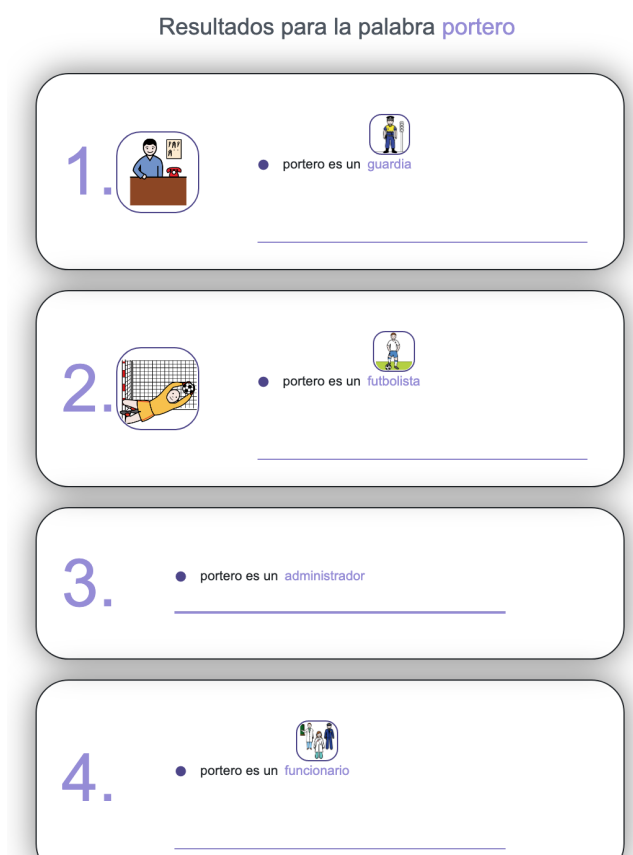 Resultados para la palabra portero
1.
portero es un guardia
2.
portero es un futbolista
3.
portero es un administrador
4.
portero es un funcionario